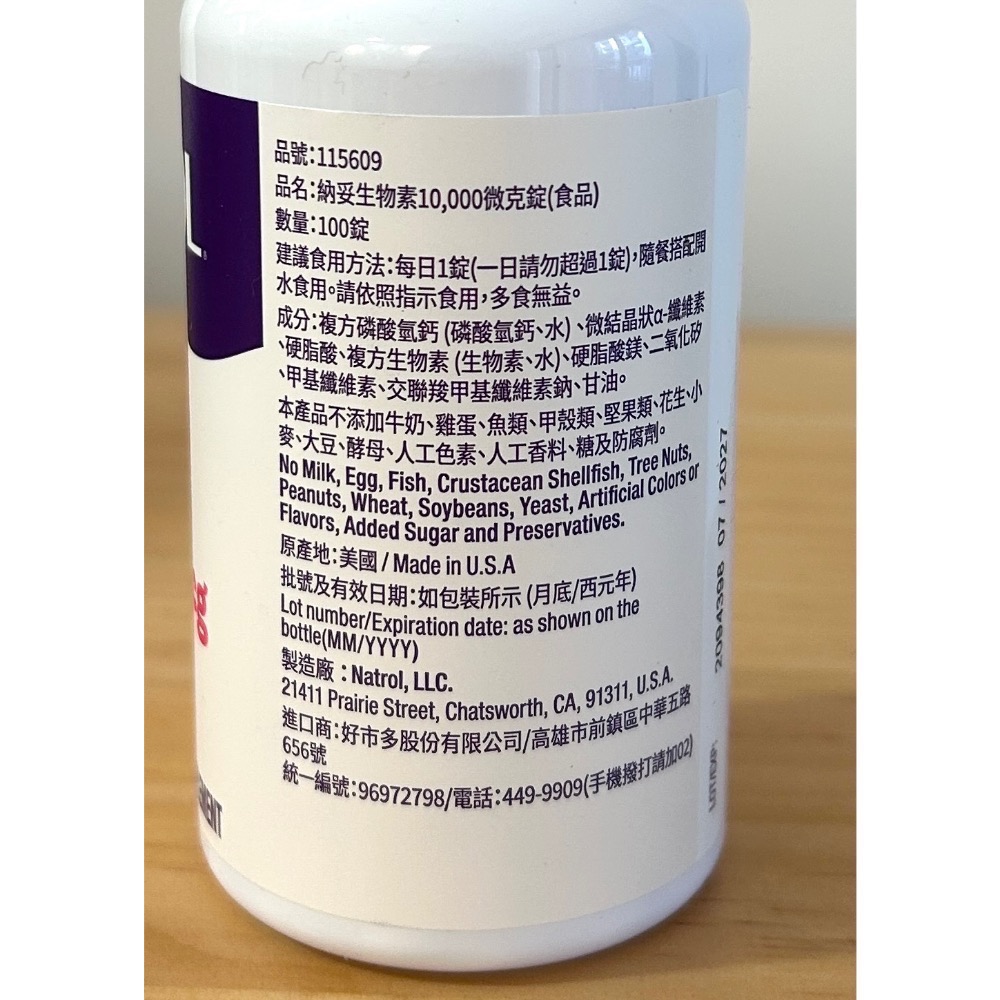 L
品號:115609
品名:納妥生物素10,000微克錠(食品)
數量:100錠
建議食用方法:每日1錠(一日請勿超過1錠),隨餐搭配開
水食用。請依照指示食用,多食無益。
成分:複方磷酸氫鈣 (磷酸氫鈣、水) 、微結晶狀α-纖維素
、硬脂酸、複方生物素 (生物素、水)、硬脂酸鎂、二氧化矽
、甲基纖維素、交聯羧甲基纖維素鈉、甘油。
本產品不添加牛奶、雞蛋、魚類、甲殼類、堅果類、花生、小
麥、大豆、酵母、人工色素、人工香料、糖及防腐劑。
No Milk, Egg, Fish, Crustacean Shellfish, Tree Nuts,
Peanuts, Wheat, Soybeans, Yeast, Artificial Colors or
Flavors, Added Sugar and Preservatives.
原產地:美國 / Made in U.S.A
批號及有效日期:如包裝所示 (月底/西元年)
Lot number/Expiration date: as shown on the
bottle(MM/YYYY)
製造廠 : Natrol, LLC.
21411 Prairie Street, Chatsworth, CA, 91311, U.S.A.
進口商:好市多股份有限公司/高雄市前鎮區中華五路
656號
統一編號:96972798/電話:449-9909(手機撥打請加02)
LOT/EXP:
2094398 07 / 2027